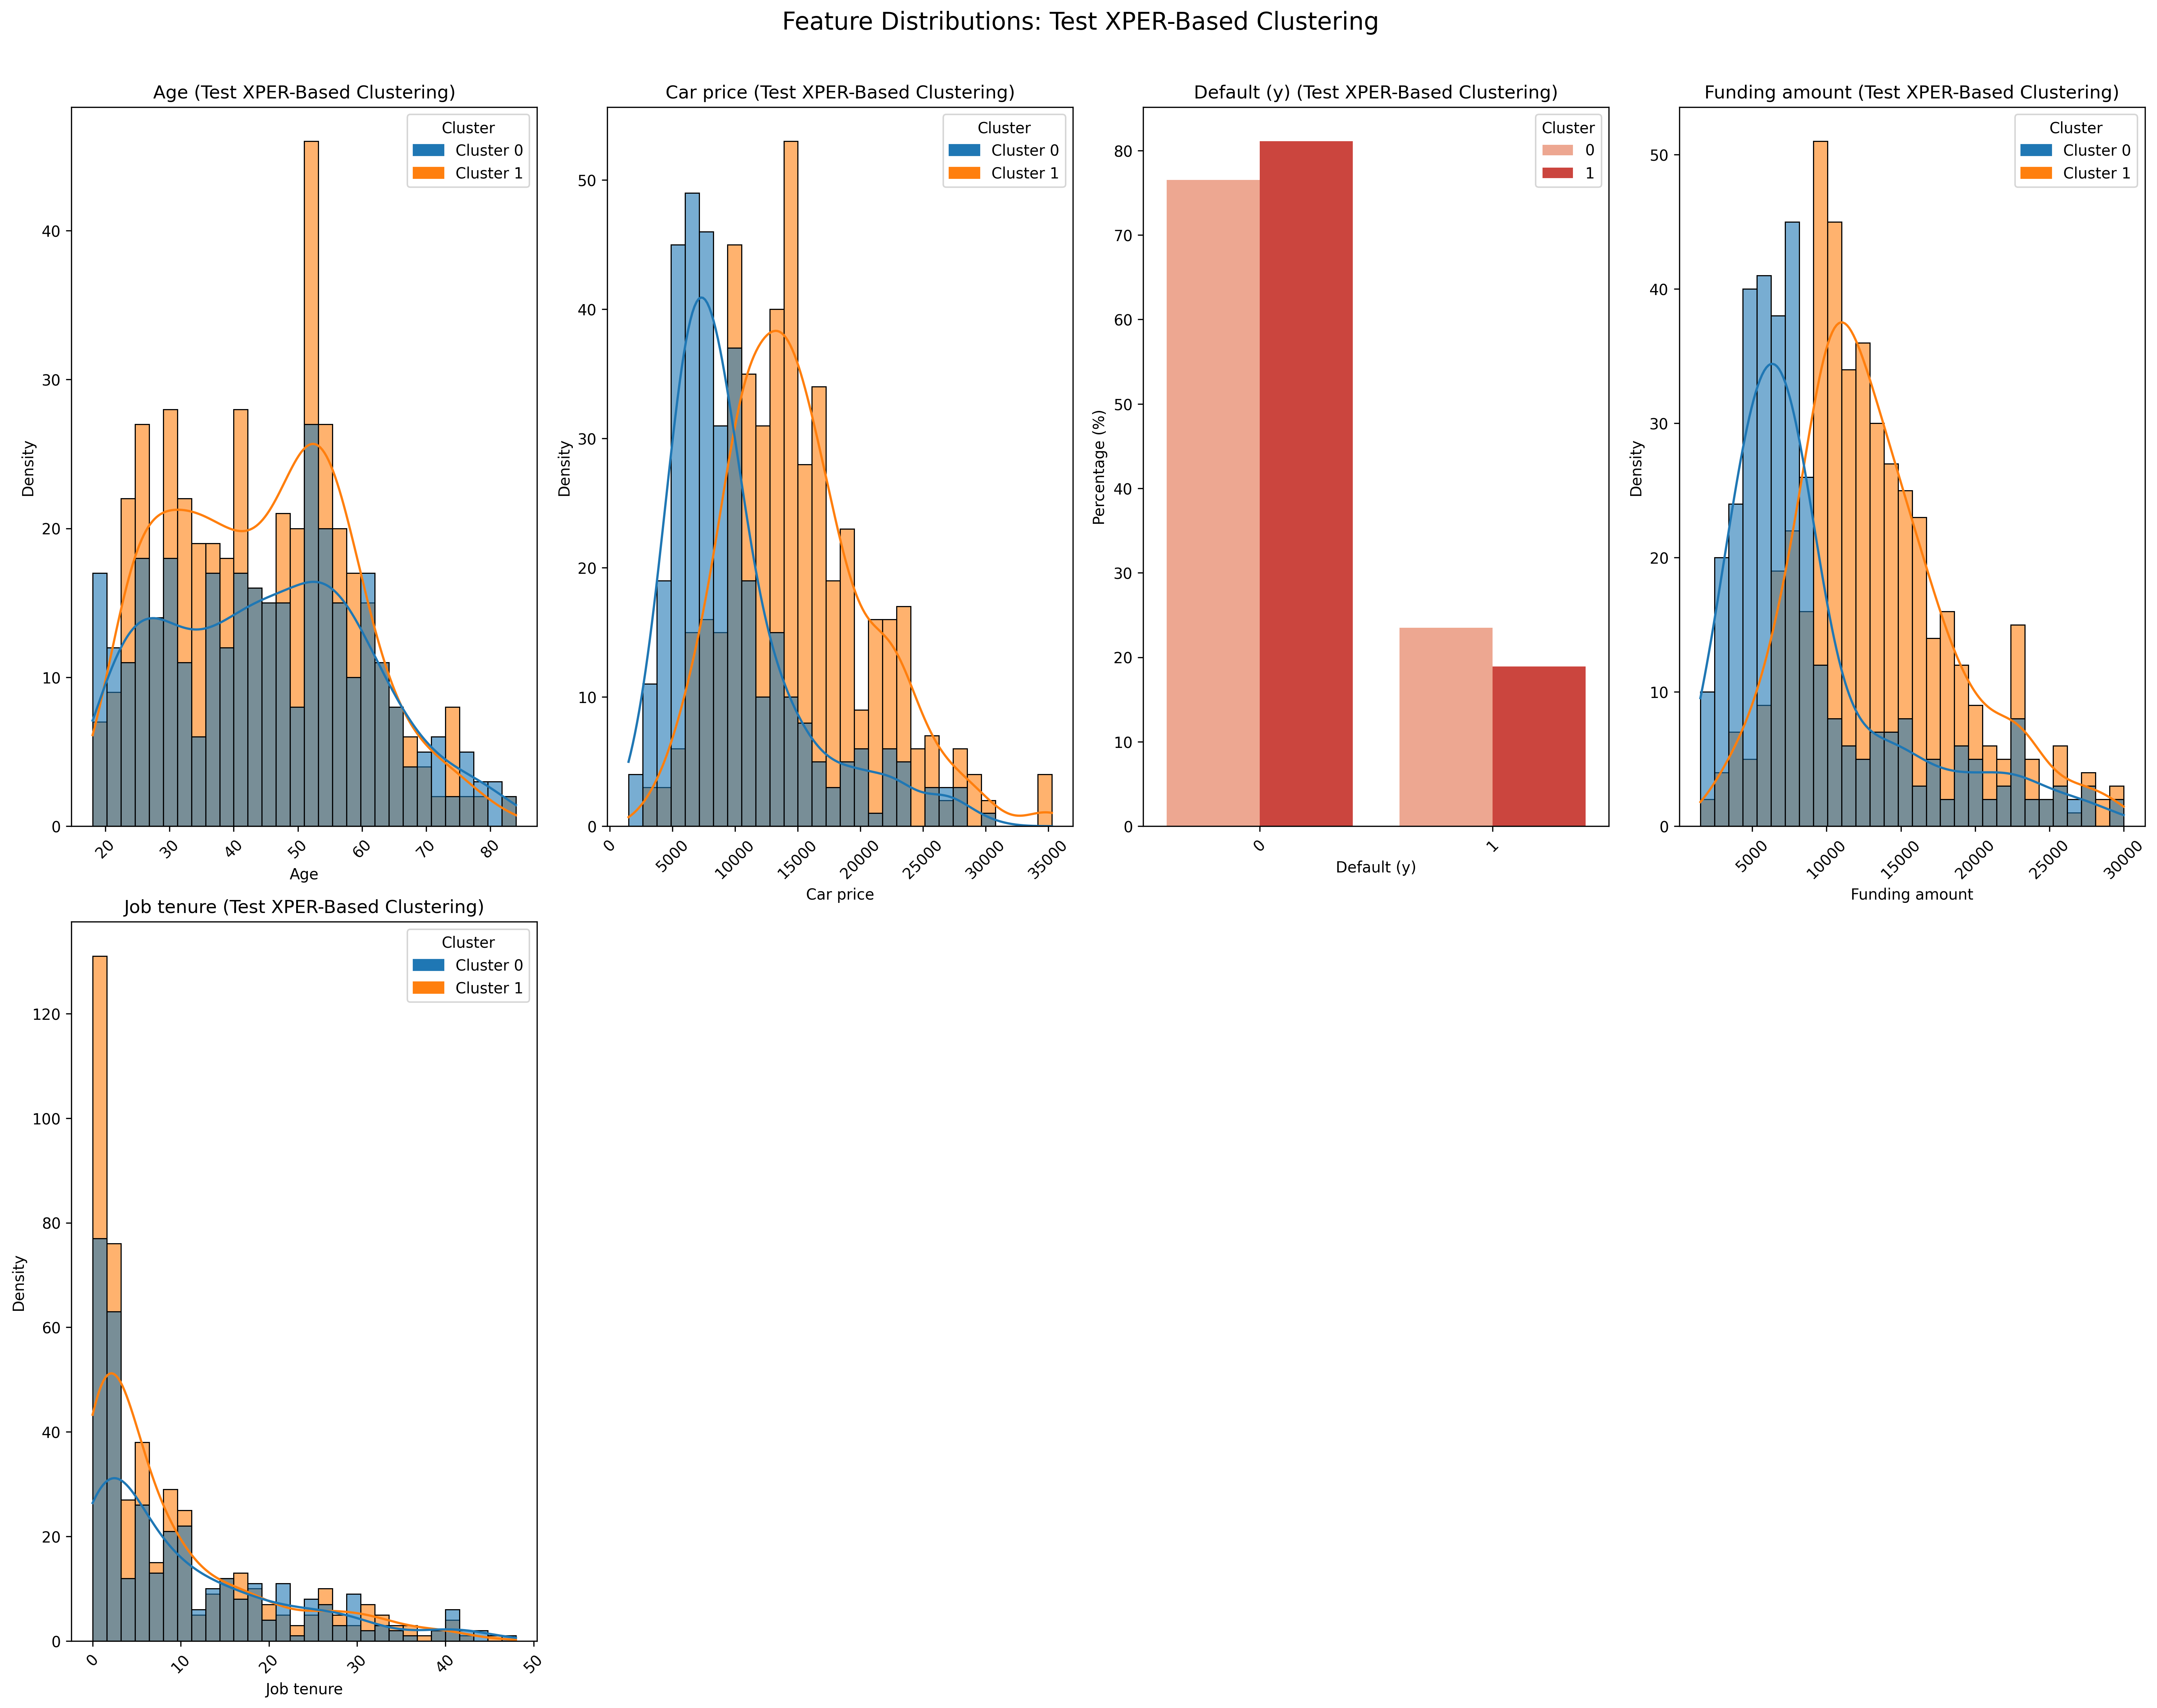 Feature Distributions: Test XPER-Based Clustering
Age (Test XPER-Based Clustering)
Cluster
Cluster 0
Cluster 1
Density
0
10
20
30
40
20
30
40
50
60
70
80
Age
Car price (Test XPER-Based Clustering)
Cluster
Cluster 0
Cluster 1
Density
0
10
20
30
40
50
0
5000
10000
15000
20000
25000
30000
35000
Car price
Default (y) (Test XPER-Based Clustering)
Cluster
0
1
Percentage (%)
0
10
20
30
40
50
60
70
80
0
1
Default (y)
Funding amount (Test XPER-Based Clustering)
Cluster
Cluster 0
Cluster 1
Density
0
10
20
30
40
50
5000
10000
15000
20000
25000
30000
Funding amount
Job tenure (Test XPER-Based Clustering)
Cluster
Cluster 0
Cluster 1
Density
0
20
40
60
80
100
120
0
10
20
30
40
50
Job tenure